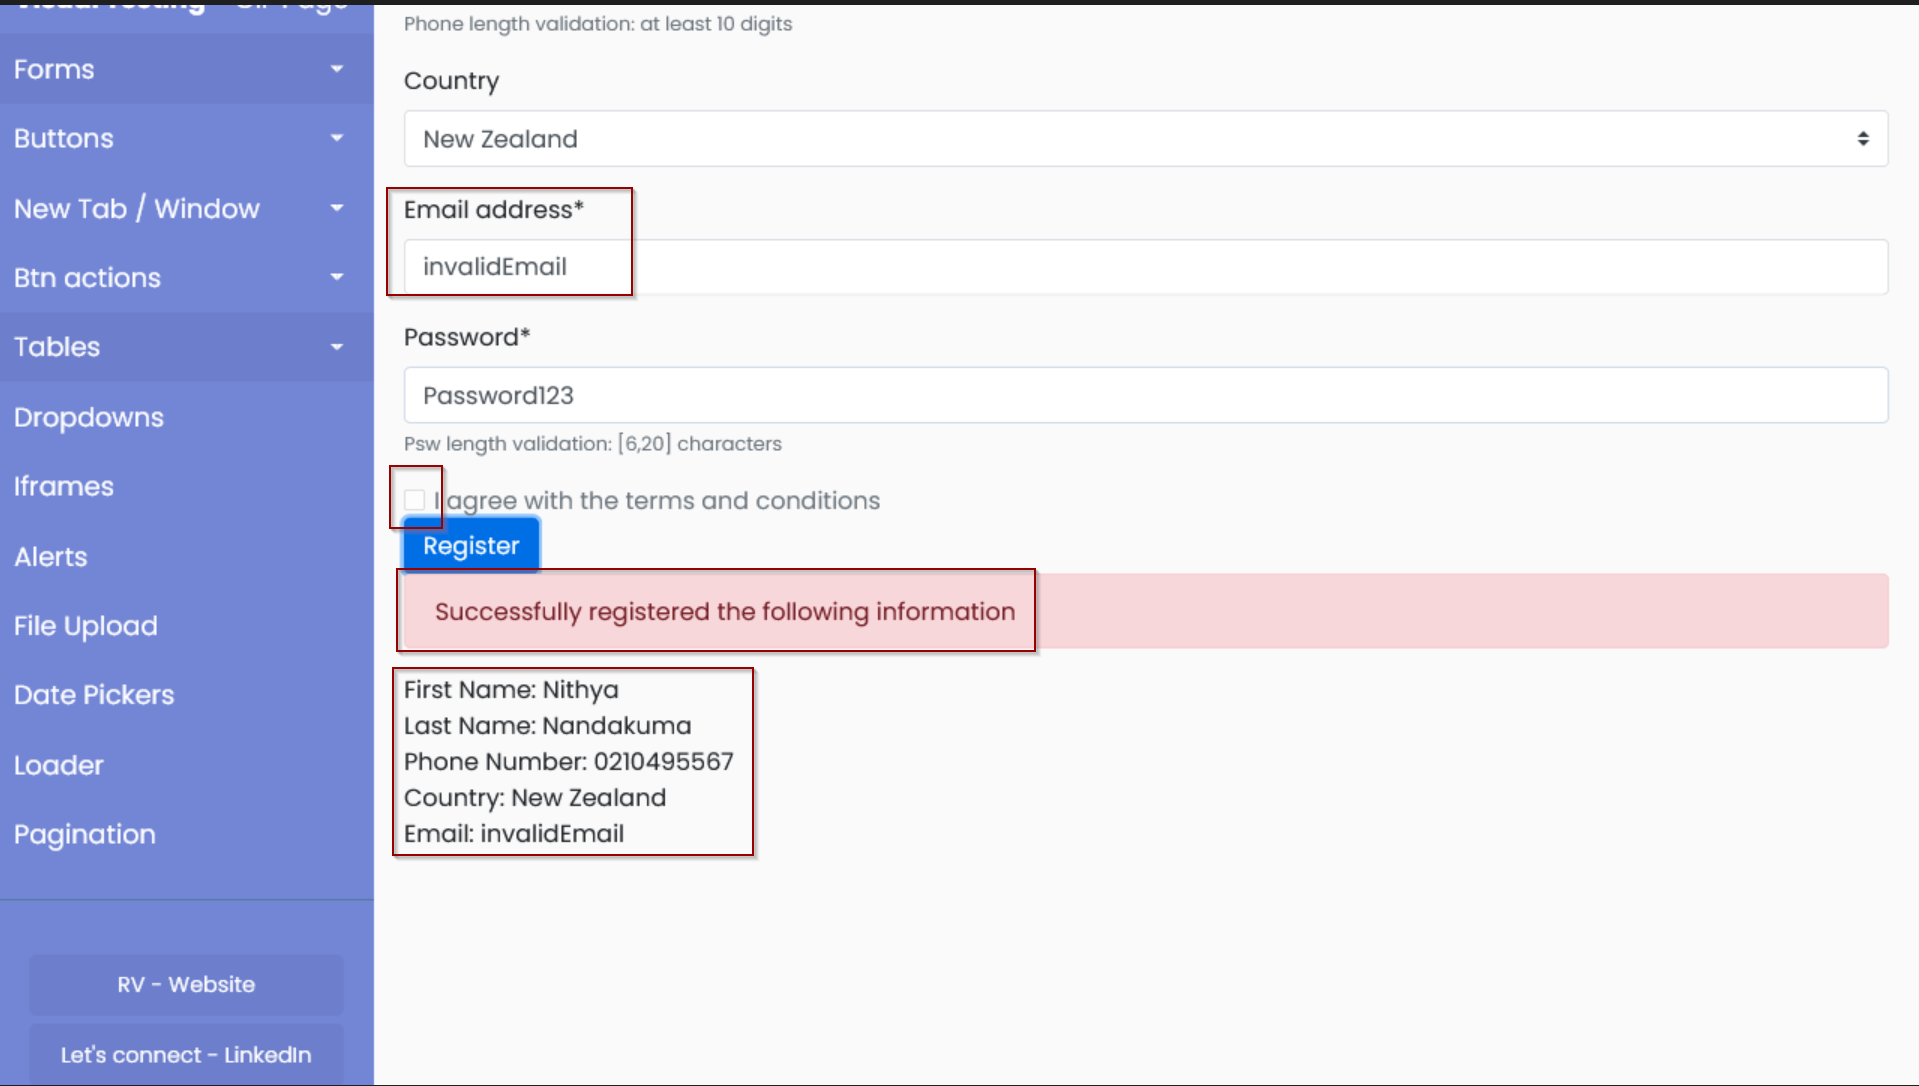 Forms
Buttons
New Tab / Window
Btn actions
Tables
Dropdowns
Iframes
Alerts
File Upload
Date Pickers
Loader
Pagination
RV - Website
Let's connect - LinkedIn
Phone length validation: at least 10 digits
Country
New Zealand
Email address*
invalidEmail
Password*
Password123
Psw length validation: [6,20] characters
I agree with the terms and conditions
Register
Successfully registered the following information
First Name: Nithya
Last Name: Nandakuma
Phone Number: 0210495567
Country: New Zealand
Email: invalidEmail